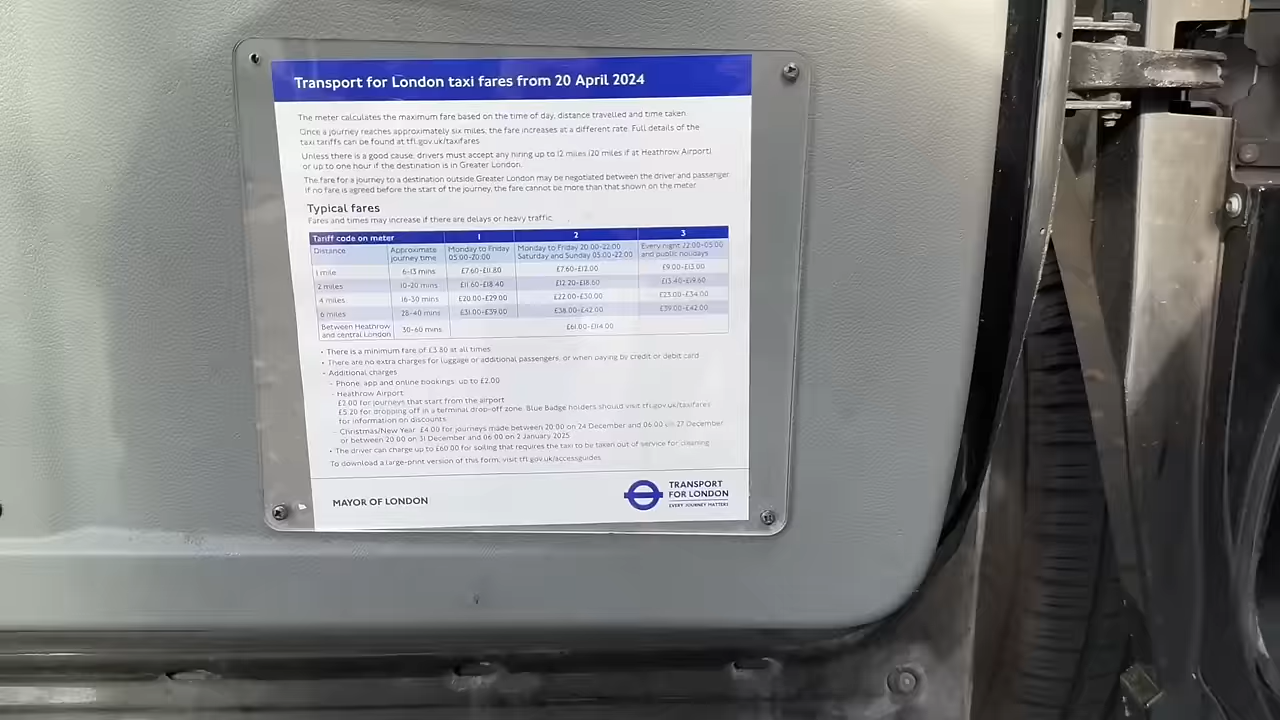 Transport for London taxi fares from 20 April 2024
The meter calculates the maximum fare based on the time of day, distance travelled and time taken.
Once a journey reaches approximately six miles, the fare increases at a different rate. Full details of the
taxi tariffs can be found at tfl.gov.uk/taxifares
Unless there is a good cause, drivers must accept any hiring up to 12 miles (20 miles if at Heathrow Airport)
or up to one hour if the destination is in Greater London.
The fare for a journey to a destination outside Greater London may be negotiated between the driver and passenger.
If no fare is agreed before the start of the journey, the fare cannot be more than that shown on the meter.
Typical fares
Fares and times may increase if there are delays or heavy traffic.
Tariff code on meter 1 2 3
Distance Approximate journey time Monday to Friday 05:00-20:00 Monday to Friday 20:00-22:00 Saturday and Sunday 05:00-22:00 Every night 22:00-05:00 and public holidays
1 mile 6-13 mins £7.60-£11.80 £7.60-£12.00 £9.00-£13.00
2 miles 10-20 mins £11.60-£18.40 £12.20-£18.60 £13.40-£19.60
4 miles 16-30 mins £20.00-£29.00 £22.00-£30.00 £23.00-£34.00
6 miles 28-40 mins £31.00-£39.00 £38.00-£42.00 £39.00-£42.00
Between Heathrow and central London 30-60 mins £61.00-£114.00
• There is a minimum fare of £3.80 at all times
• There are no extra charges for luggage or additional passengers, or when paying by credit or debit card
• Additional charges
- Phone, app and online bookings: up to £2.00
- Heathrow Airport
£2.00 for journeys that start from the airport
£5.20 for dropping off in a terminal drop-off zone. Blue Badge holders should visit tfl.gov.uk/taxifares
for information on discounts
- Christmas/New Year: £4.00 for journeys made between 20:00 on 24 December and 06:00 on 27 December
or between 20:00 on 31 December and 06:00 on 2 January 2025
• The driver can charge up to £60.00 for soiling that requires the taxi to be taken out of service for cleaning
To download a large-print version of this form, visit tfl.gov.uk/accessguides
MAYOR OF LONDON
TRANSPORT
FOR LONDON
EVERY JOURNEY MATTERS